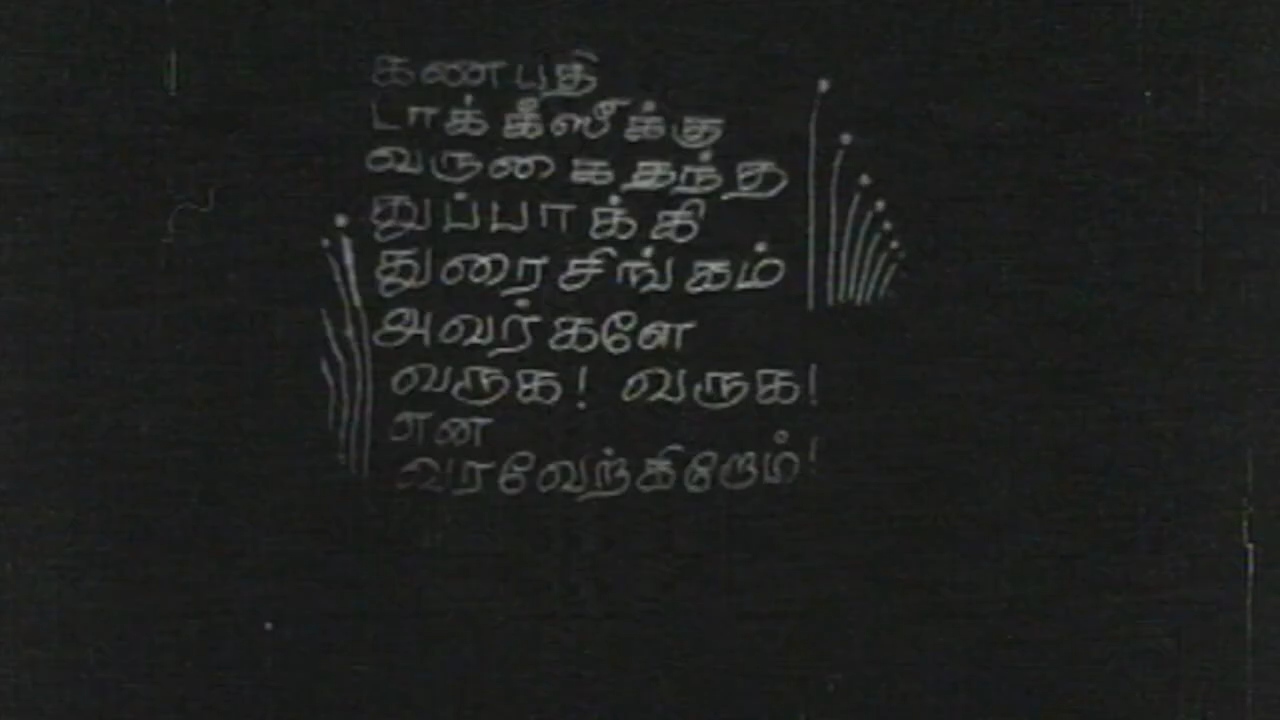 கணபதி
டாக்கீஸீக்கு
வருகைதந்த
துப்பாக்கி
துரைசிங்கம்
அவர்களே
வருக! வருக!
என
வரவேற்கிறோம்!